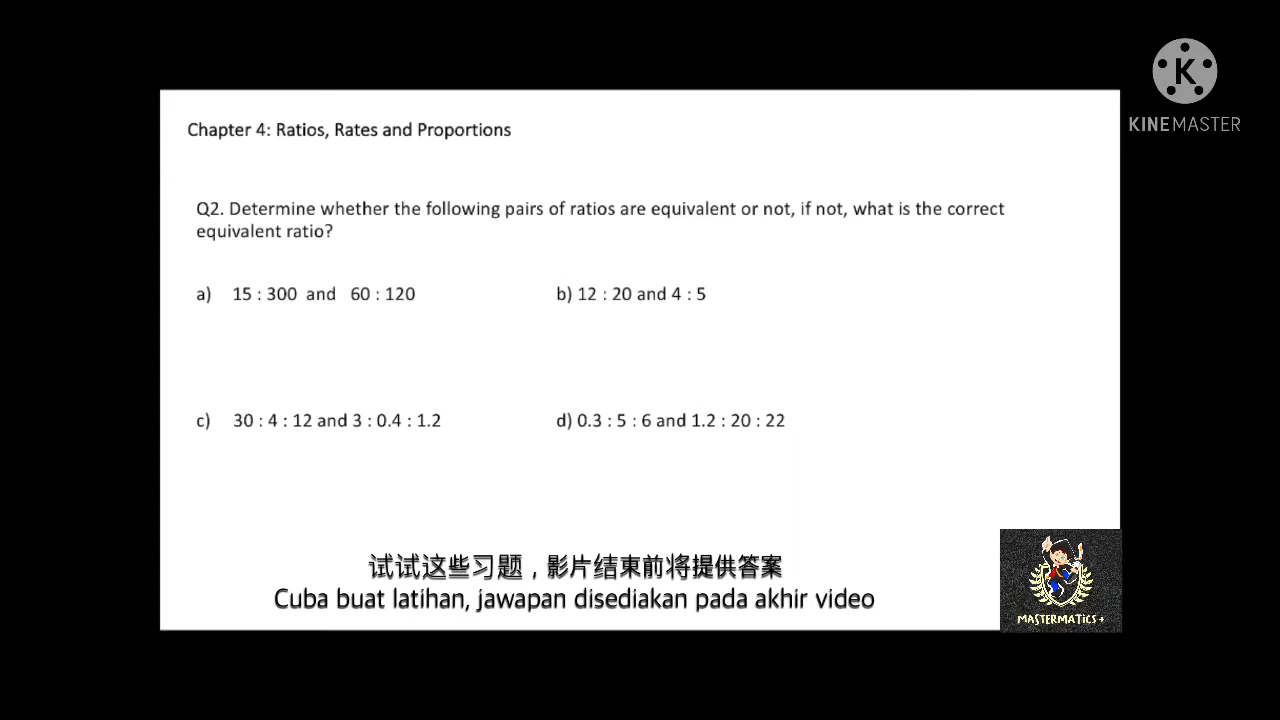 K
KINEMASTER
Chapter 4: Ratios, Rates and Proportions
Q2. Determine whether the following pairs of ratios are equivalent or not, if not, what is the correct
equivalent ratio?
a) 15 : 300 and 60 : 120
b) 12 : 20 and 4 : 5
c) 30 : 4 : 12 and 3 : 0.4 : 1.2
d) 0.3 : 5 : 6 and 1.2 : 20 : 22
试试这些习题，影片结束前将提供答案
Cuba buat latihan, jawapan disediakan pada akhir video
MASTERMATiCS +